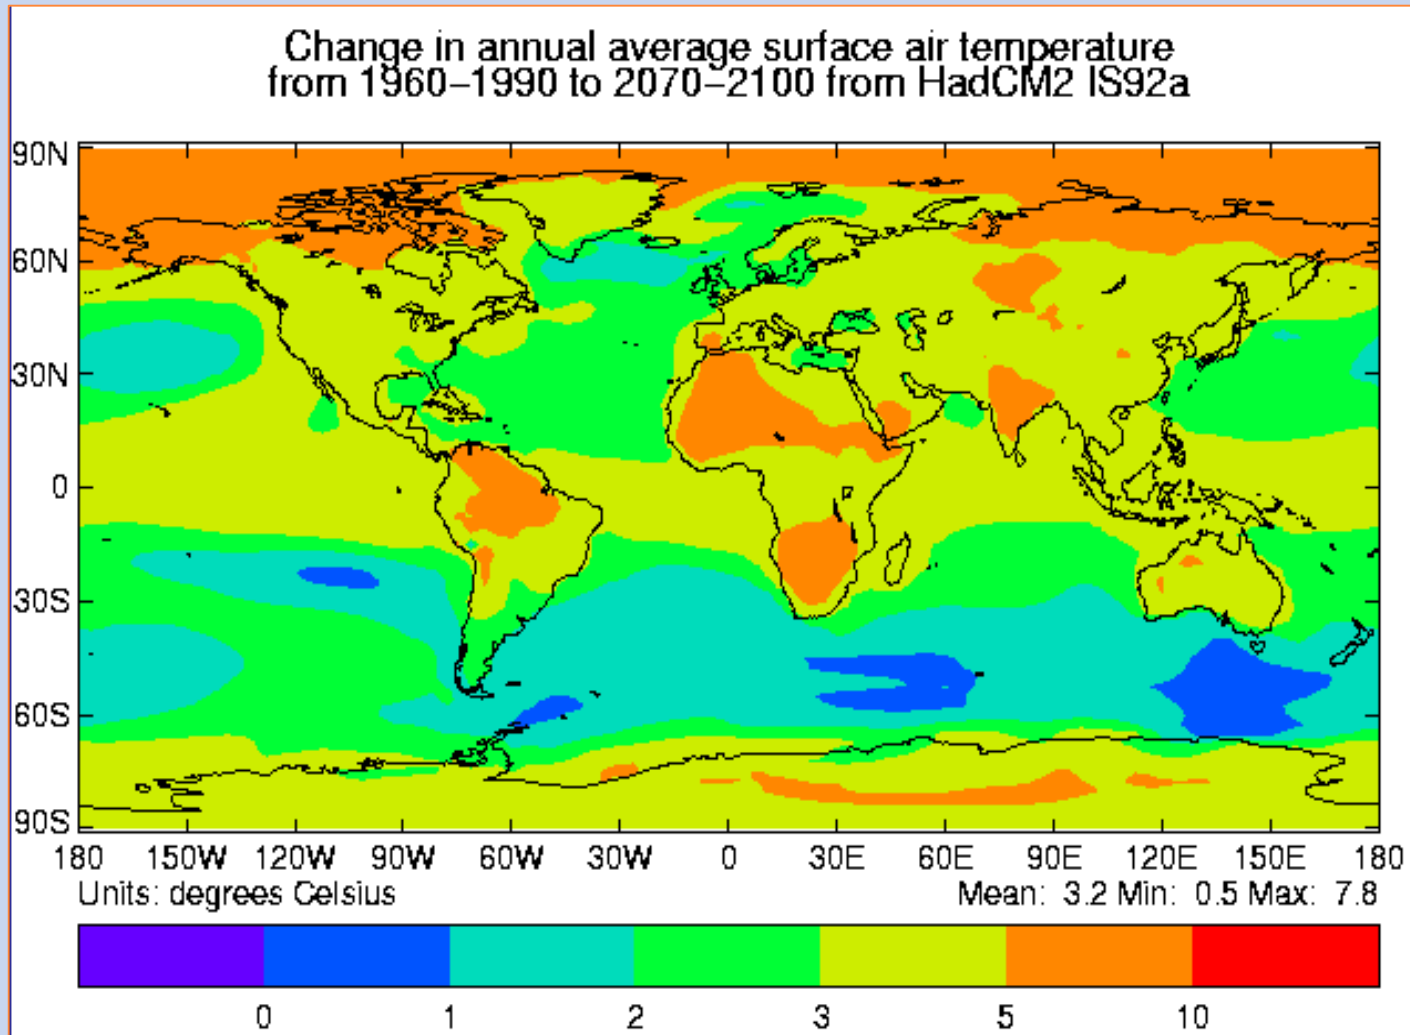 Change in annual average surface air temperature
from 1960–1990 to 2070–2100 from HadCM2 IS92a
90N
60N
30N
0
30S
60S
90S
180 150W 120W 90W 60W 30W 0 30E 60E 90E 120E 150E 180
Units: degrees Celsius Mean: 3.2 Min: 0.5 Max: 7.8
0 1 2 3 5 10